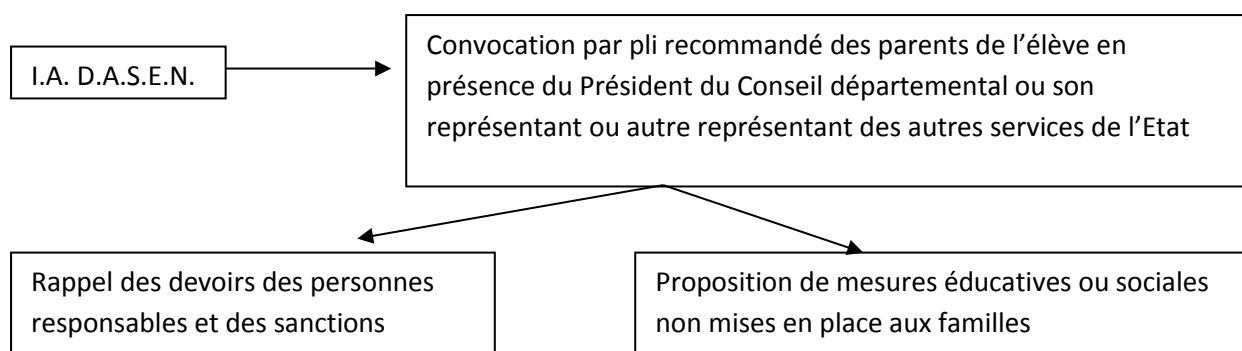 I.A. D.A.S.E.N.
Convocation par pli recommandé des parents de l’élève en
présence du Président du Conseil départemental ou son
représentant ou autre représentant des autres services de l’Etat
Rappel des devoirs des personnes
responsables et des sanctions
Proposition de mesures éducatives ou sociales
non mises en place aux familles